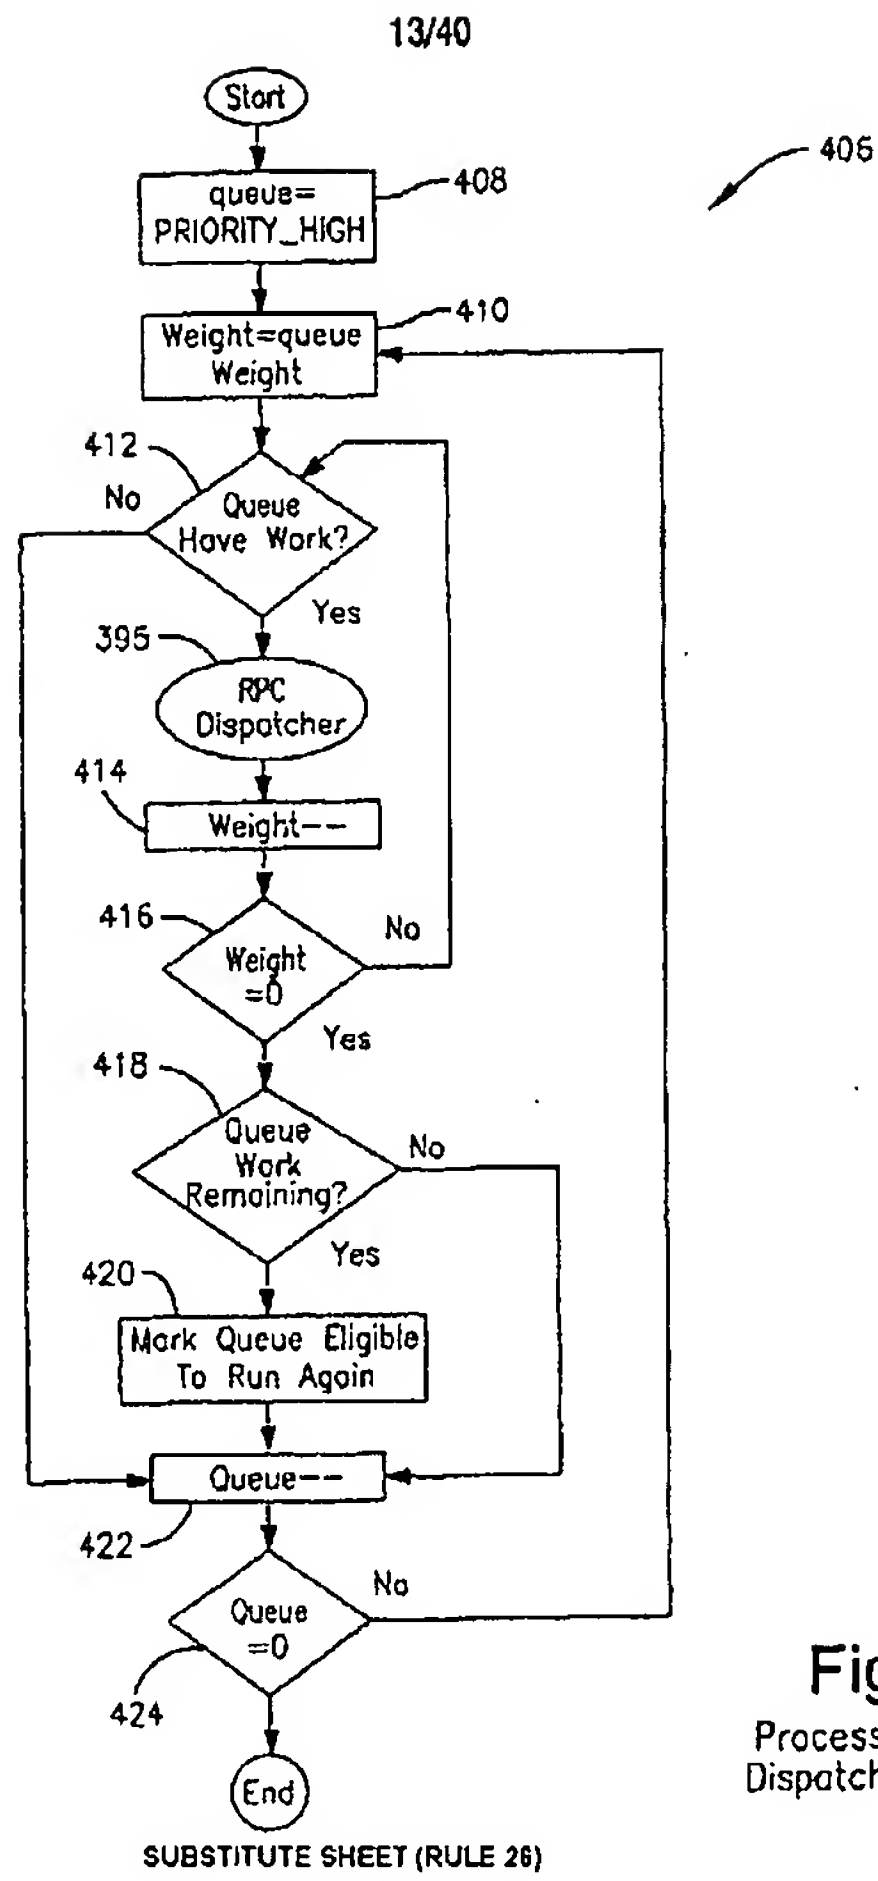 13/40
Start
406
queue=
PRIORITY_HIGH
408
Weight=queue
Weight
410
412
No
Queue
Have Work?
Yes
395
RPC
Dispatcher
414
Weight--
416
No
Weight
=0
Yes
418
Queue
Work
Remaining?
No
Yes
420
Mark Queue Eligible
To Run Again
Queue--
422
No
Queue
=0
424
End
Fig
Process
Dispatch
SUBSTITUTE SHEET (RULE 26)